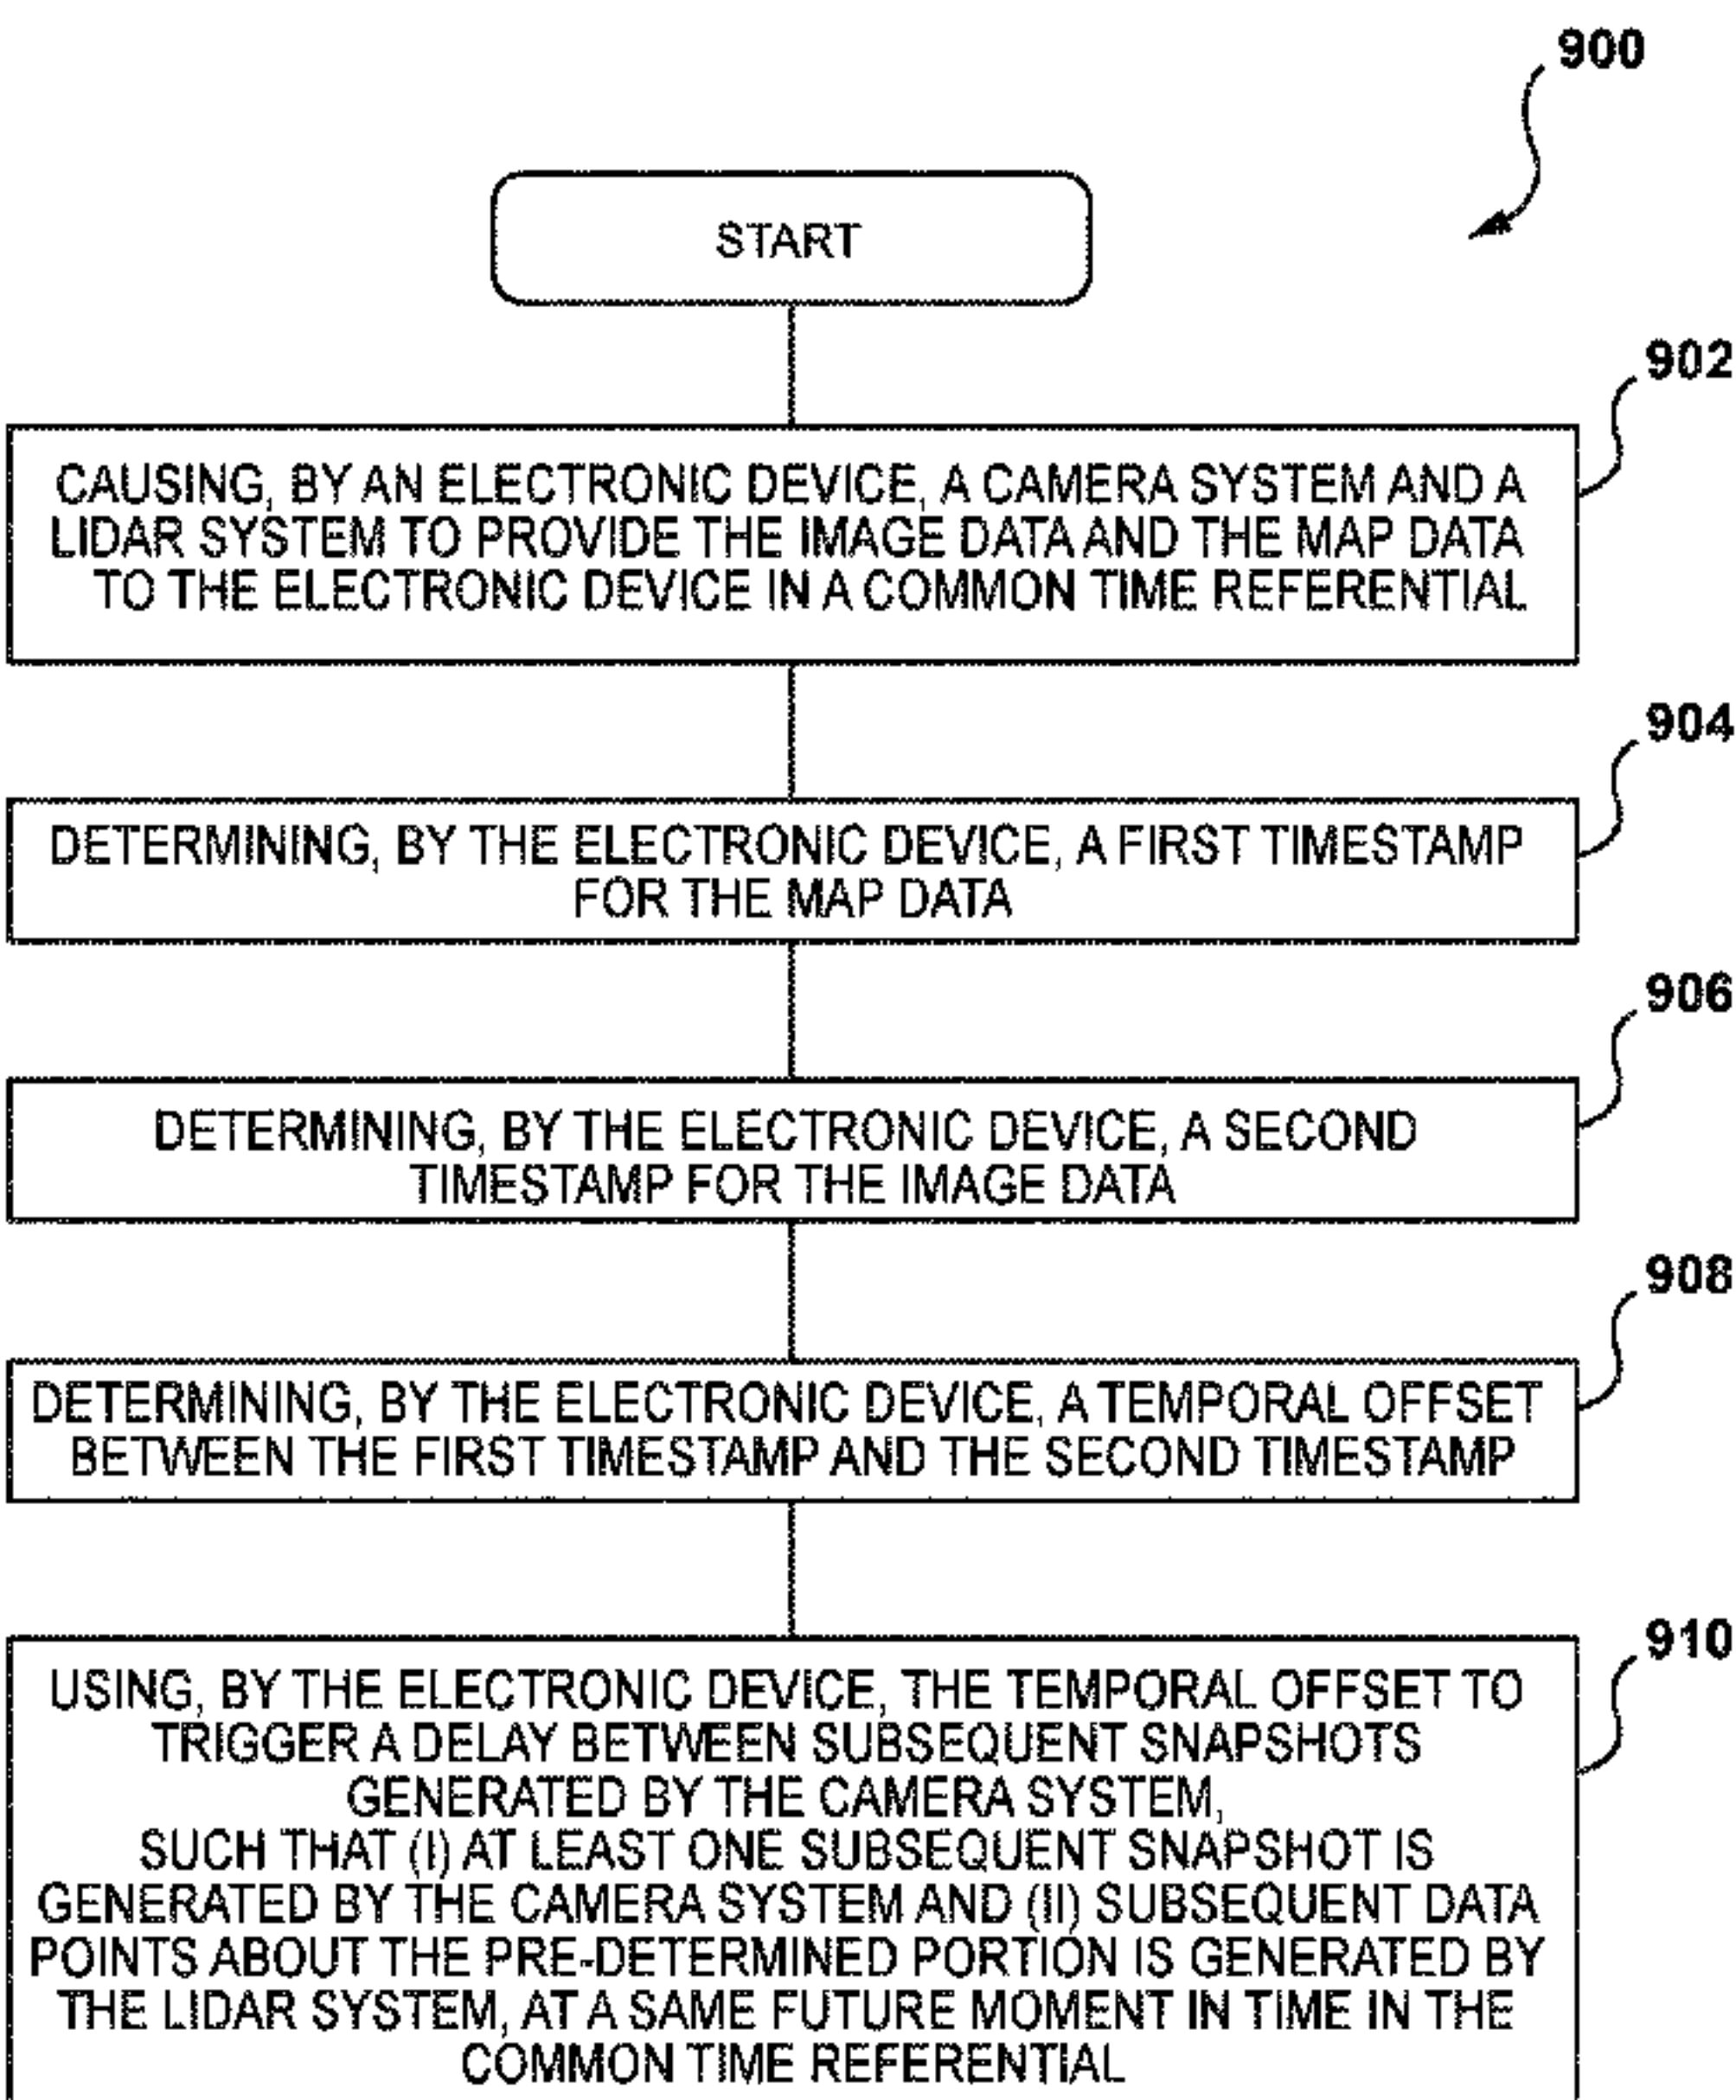 900
START
902
CAUSING, BY AN ELECTRONIC DEVICE, A CAMERA SYSTEM AND A
LIDAR SYSTEM TO PROVIDE THE IMAGE DATA AND THE MAP DATA
TO THE ELECTRONIC DEVICE IN A COMMON TIME REFERENTIAL
904
DETERMINING, BY THE ELECTRONIC DEVICE, A FIRST TIMESTAMP
FOR THE MAP DATA
906
DETERMINING, BY THE ELECTRONIC DEVICE, A SECOND
TIMESTAMP FOR THE IMAGE DATA
908
DETERMINING, BY THE ELECTRONIC DEVICE, A TEMPORAL OFFSET
BETWEEN THE FIRST TIMESTAMP AND THE SECOND TIMESTAMP
910
USING, BY THE ELECTRONIC DEVICE, THE TEMPORAL OFFSET TO
TRIGGER A DELAY BETWEEN SUBSEQUENT SNAPSHOTS
GENERATED BY THE CAMERA SYSTEM,
SUCH THAT (I) AT LEAST ONE SUBSEQUENT SNAPSHOT IS
GENERATED BY THE CAMERA SYSTEM AND (II) SUBSEQUENT DATA
POINTS ABOUT THE PRE-DETERMINED PORTION IS GENERATED BY
THE LIDAR SYSTEM, AT A SAME FUTURE MOMENT IN TIME IN THE
COMMON TIME REFERENTIAL